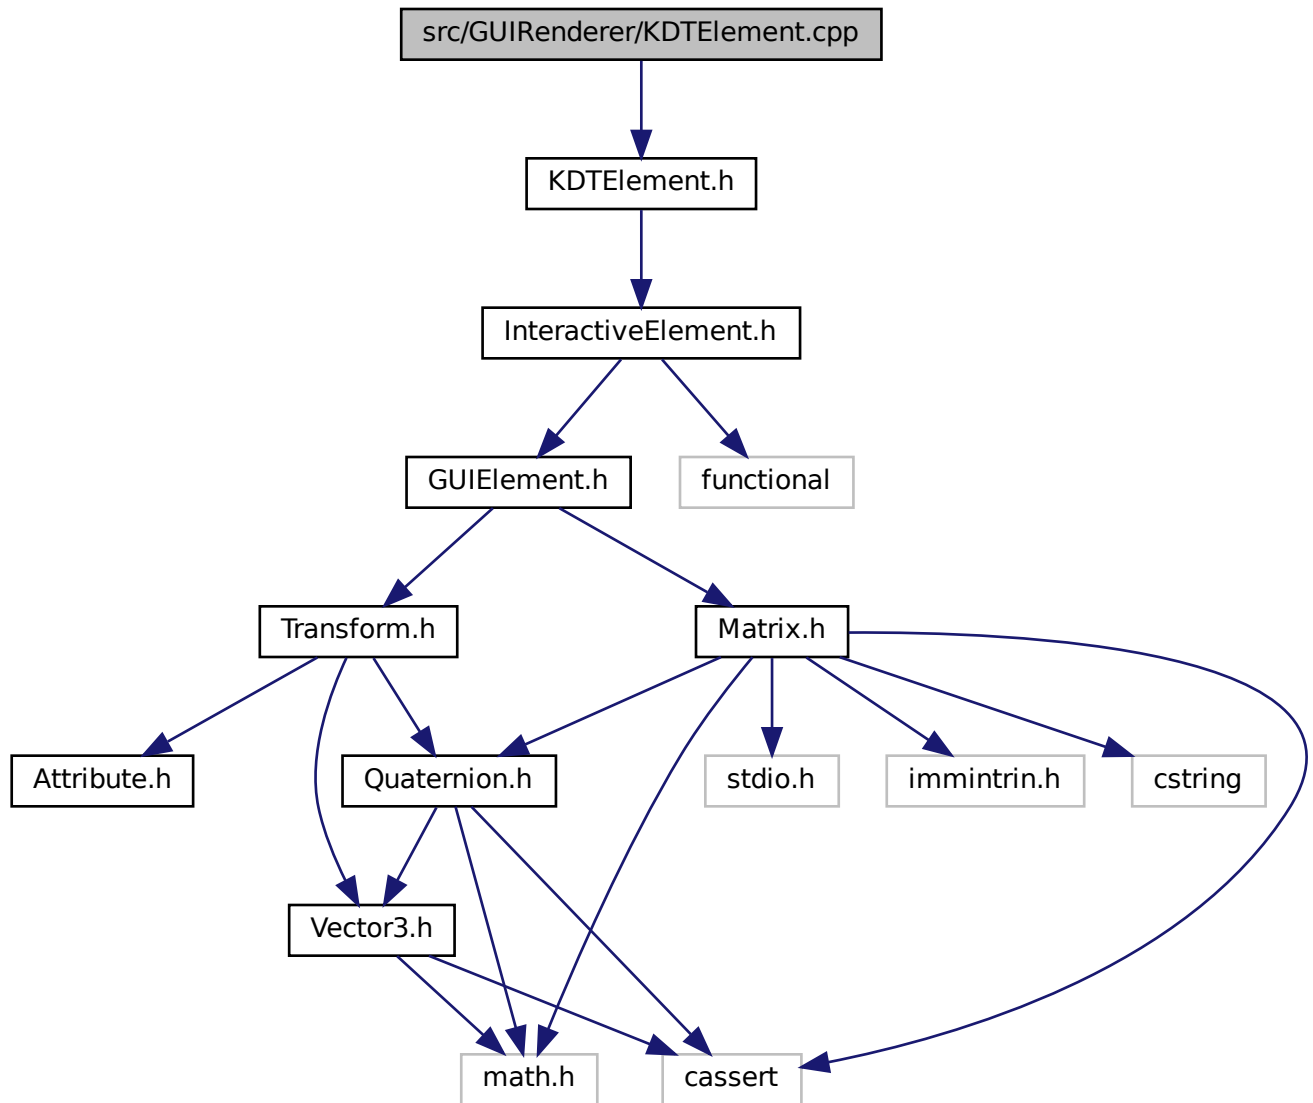 src/GUIRenderer/KDTElement.cpp
KDTElement.h
InteractiveElement.h
GUIElement.h
functional
Transform.h
Matrix.h
Attribute.h
Quaternion.h
stdio.h
immintrin.h
cstring
Vector3.h
math.h
cassert